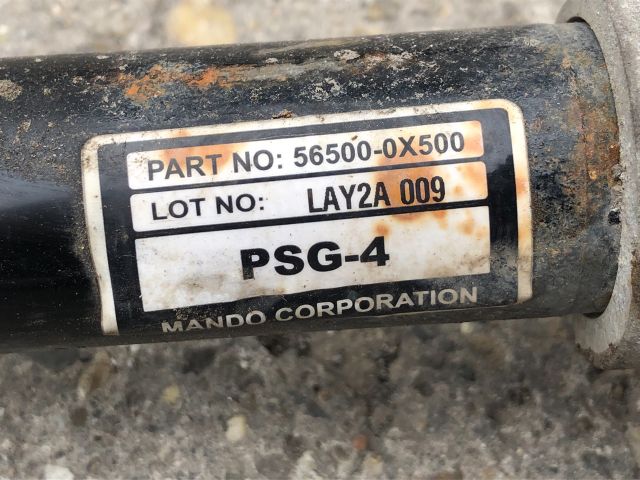 PART NO: 56500-0X500
LOT NO: LAY2A 009
PSG-4
MANDO CORPORATION